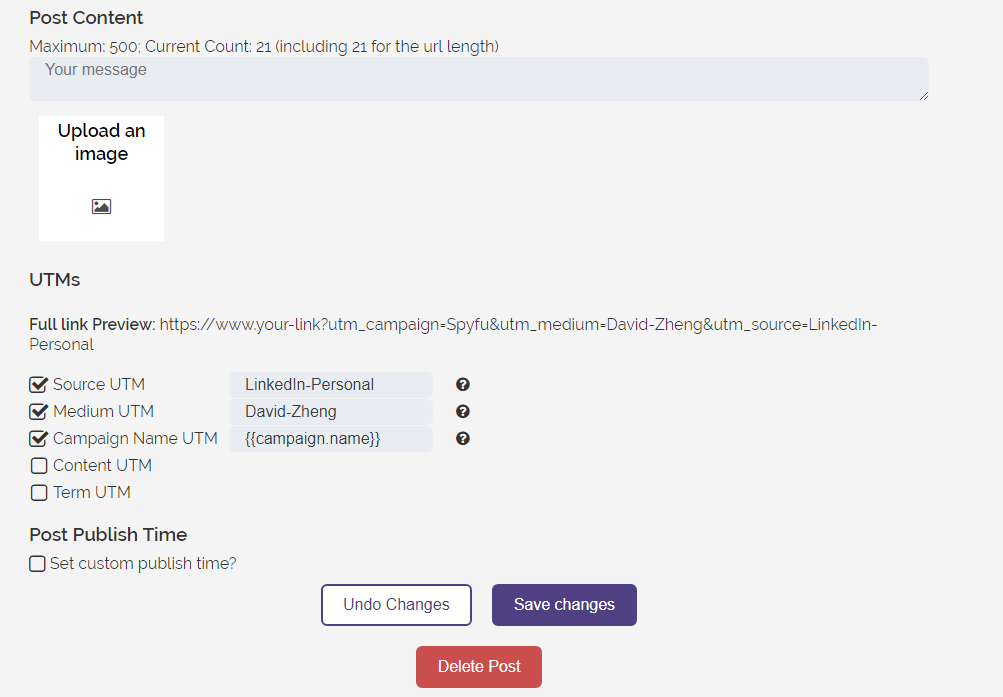 Post Content
Maximum: 500; Current Count: 21 (including 21 for the url length)
Your message
Upload an
image
UTMs
Full link Preview: https://www.your-link?utm_campaign=Spyfu&utm_medium=David-Zheng&utm_source=LinkedIn-
Personal
Source UTM LinkedIn-Personal ?
Medium UTM David-Zheng ?
Campaign Name UTM {{campaign.name}} ?
Content UTM
Term UTM
Post Publish Time
Set custom publish time?
Undo Changes Save changes
Delete Post